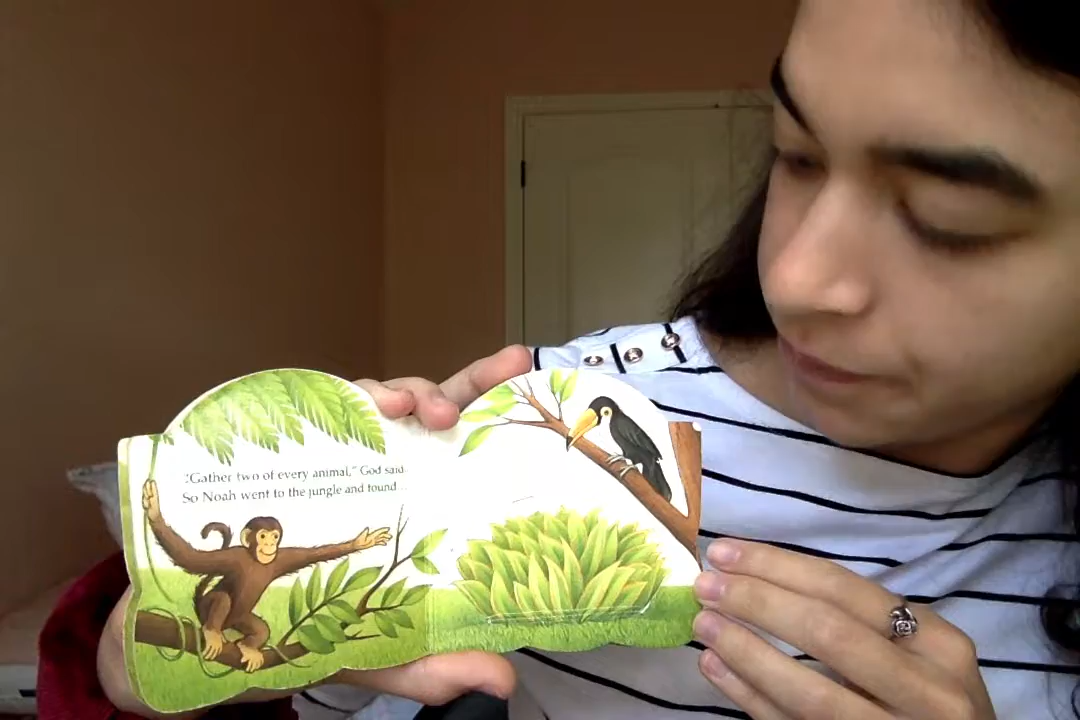 "Gather two of every animal," God said.
So Noah went to the jungle and found...